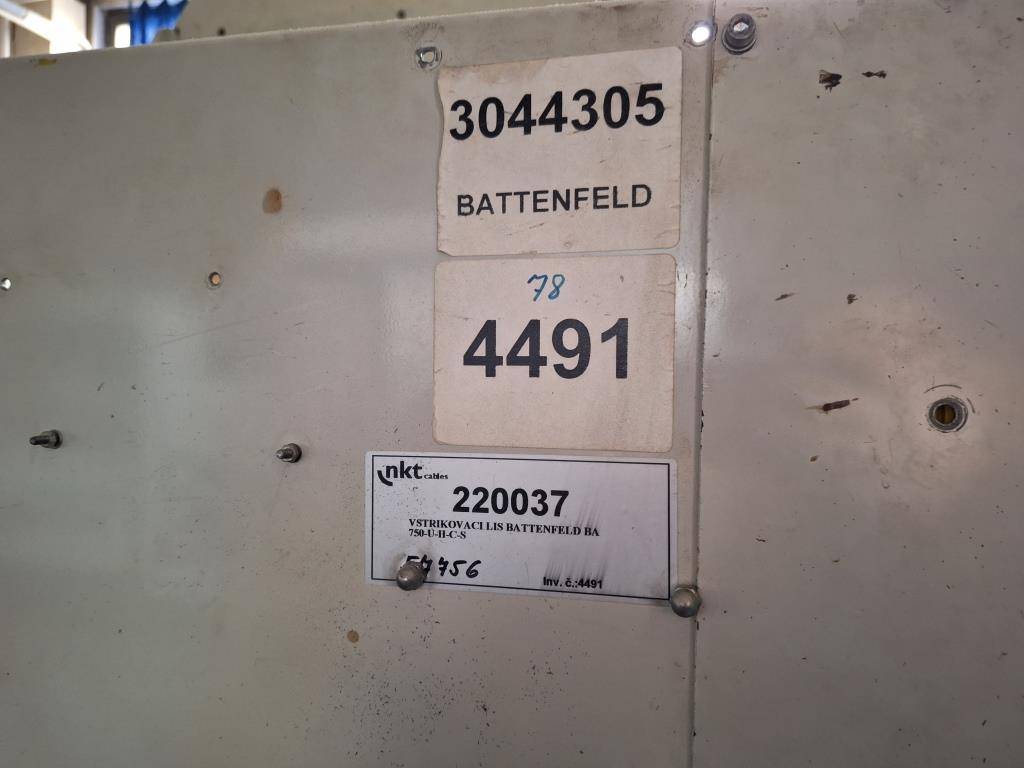 3044305
BATTENFELD
78
4491
nkt cables
220037
VSTRIKOVACI LIS BATTENFELD BA
750-U-H-C-S
Inv. č.:4491